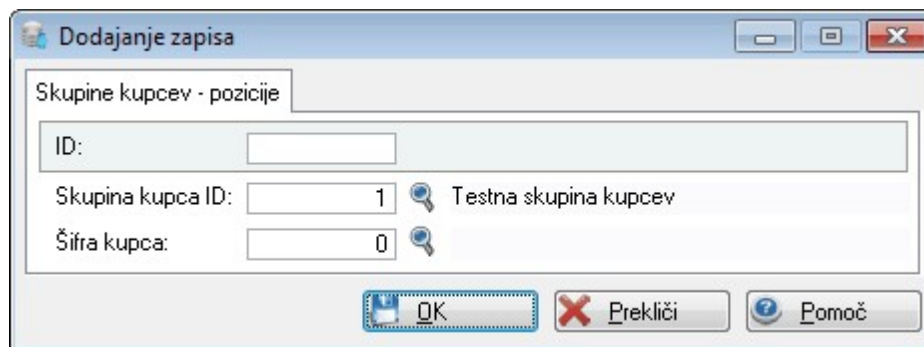 Dodajanje zapisa
Skupine kupcev - pozicije
ID:
Skupina kupca ID: 1 Testna skupina kupcev
Šifra kupca: 0
OK Prekliči Pomoč